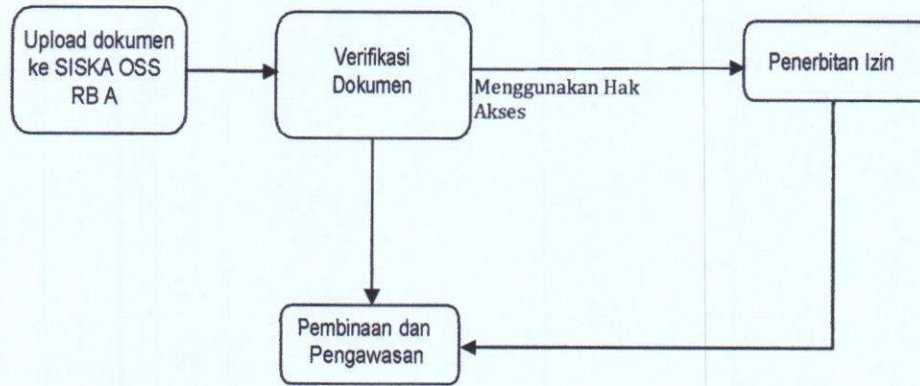 Upload dokumen
ke SISKA OSS
RB A
Verifikasi
Dokumen
Menggunakan Hak
Akses
Penerbitan Izin
Pembinaan dan
Pengawasan